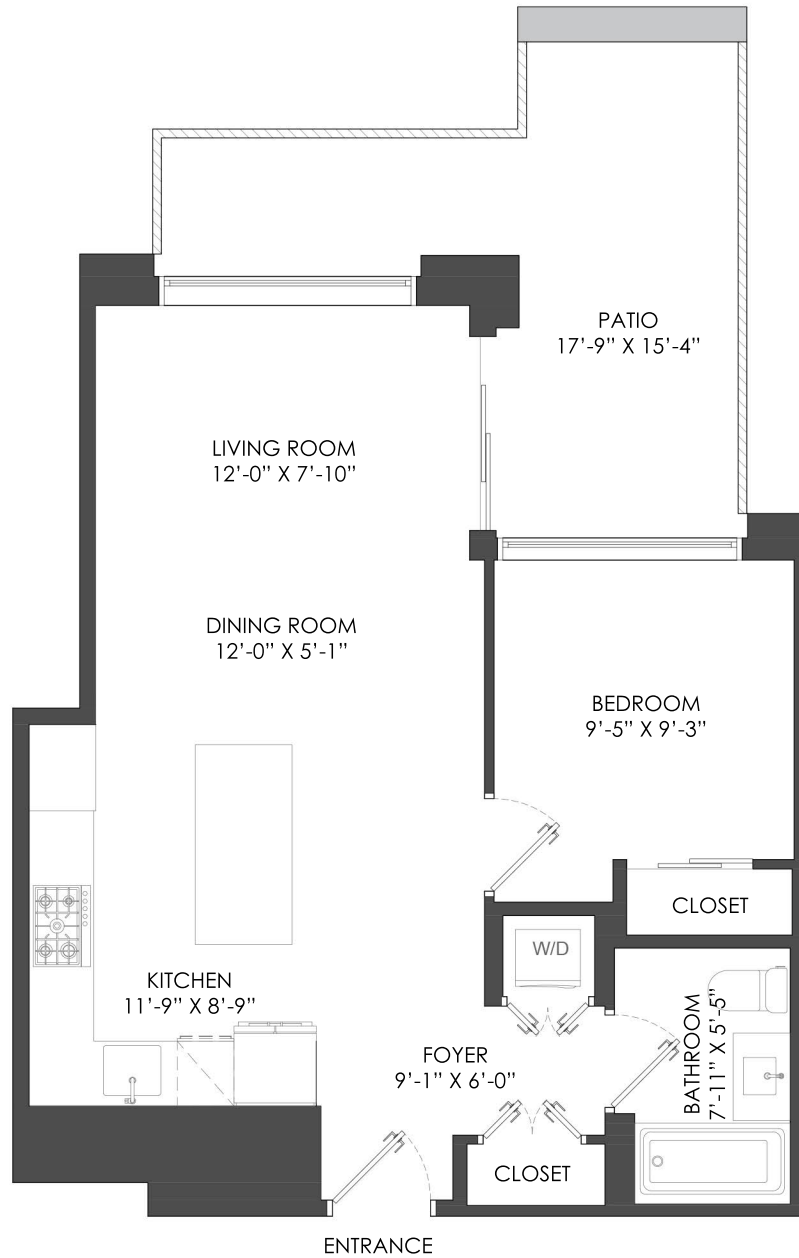 PATIO
17’-9” X 15’-4”
LIVING ROOM
12’-0” X 7’-10”
DINING ROOM
12’-0” X 5’-1”
BEDROOM
9’-5” X 9’-3”
CLOSET
W/D
KITCHEN
11’-9” X 8’-9”
FOYER
9’-1” X 6’-0”
BATHROOM
7’-11” X 5’-5”
CLOSET
ENTRANCE